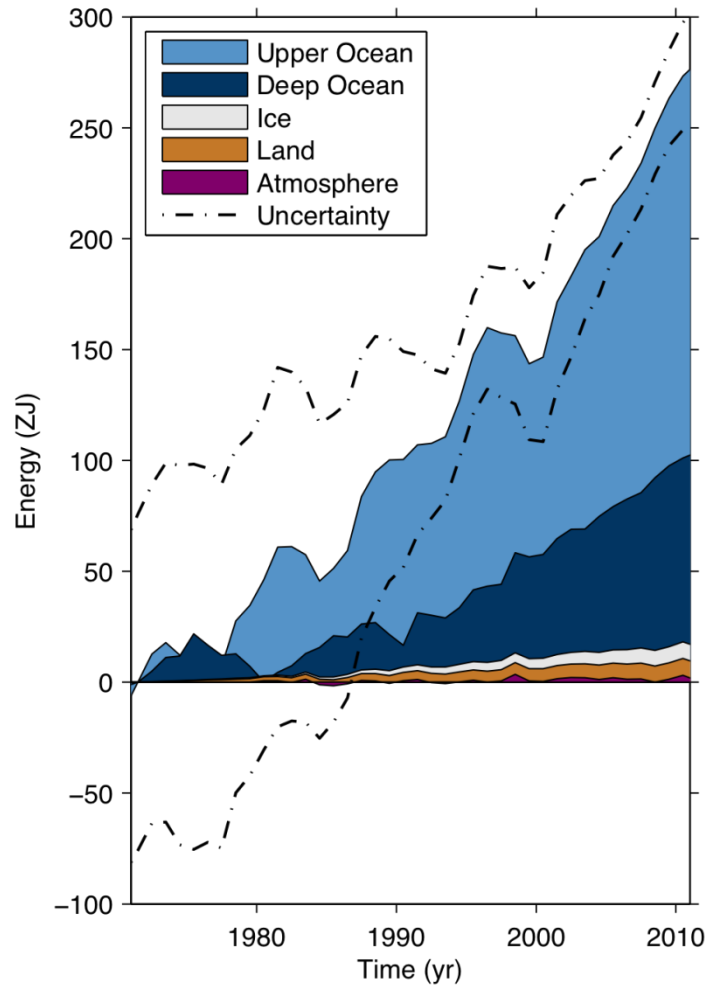 300
250
200
150
100
50
0
−50
−100
Energy (ZJ)
Upper Ocean
Deep Ocean
Ice
Land
Atmosphere
Uncertainty
1980
1990
2000
2010
Time (yr)